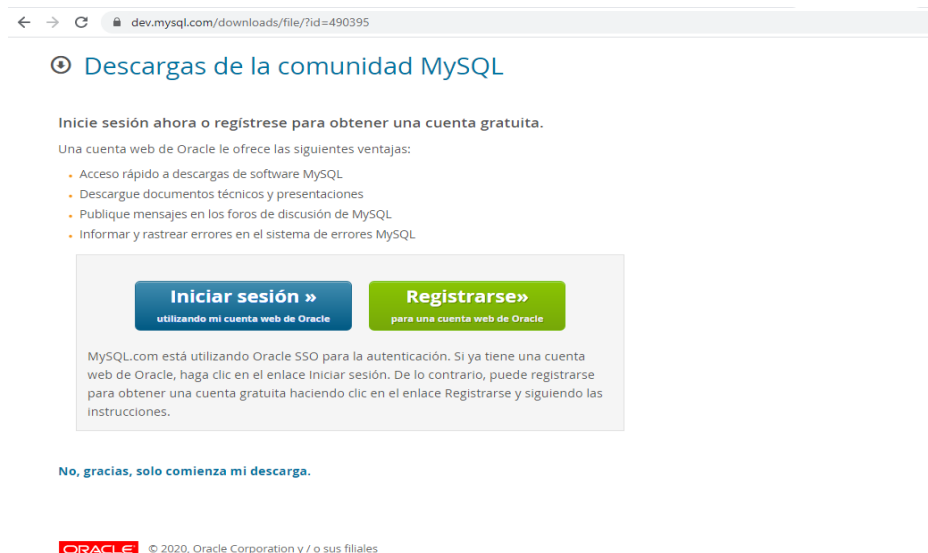 dev.mysql.com/downloads/file/?id=490395
Descargas de la comunidad MySQL
Inicie sesión ahora o regístrese para obtener una cuenta gratuita.
Una cuenta web de Oracle le ofrece las siguientes ventajas:
Acceso rápido a descargas de software MySQL
Descargue documentos técnicos y presentaciones
Publique mensajes en los foros de discusión de MySQL
Informar y rastrear errores en el sistema de errores MySQL
Iniciar sesión »
utilizando mi cuenta web de Oracle
Registrarse»
para una cuenta web de Oracle
MySQL.com está utilizando Oracle SSO para la autenticación. Si ya tiene una cuenta
web de Oracle, haga clic en el enlace Iniciar sesión. De lo contrario, puede registrarse
para obtener una cuenta gratuita haciendo clic en el enlace Registrarse y siguiendo las
instrucciones.
No, gracias, solo comienza mi descarga.
ORACLE © 2020, Oracle Corporation y / o sus filiales